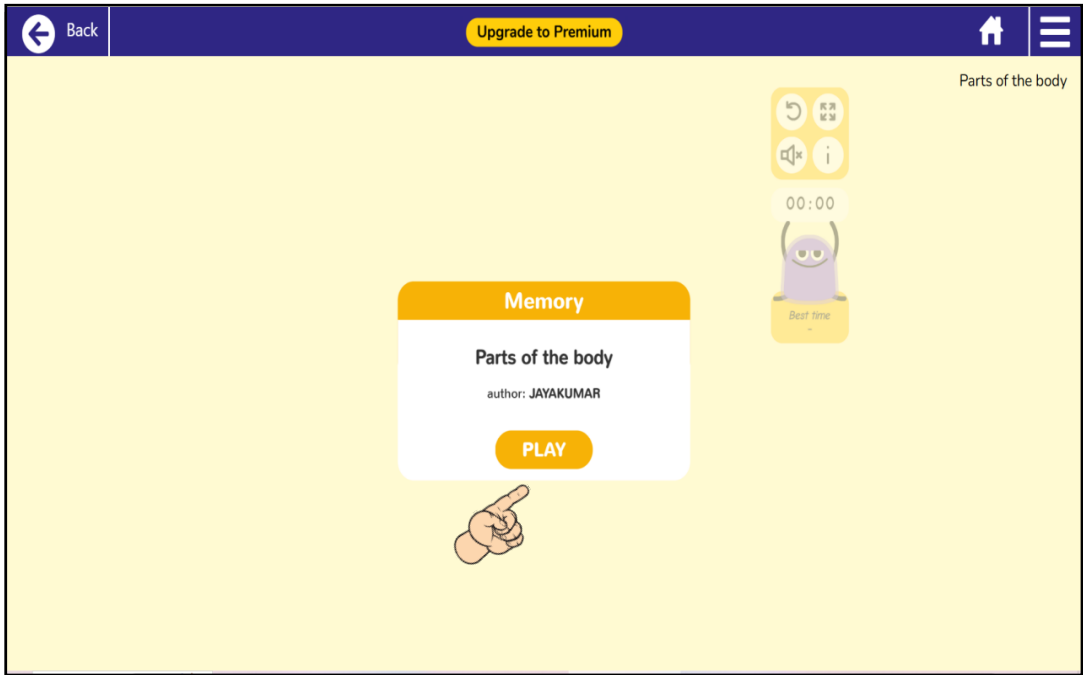 Back
Upgrade to Premium
Parts of the body
00:00
Best time
-
Memory
Parts of the body
author: JAYAKUMAR
PLAY